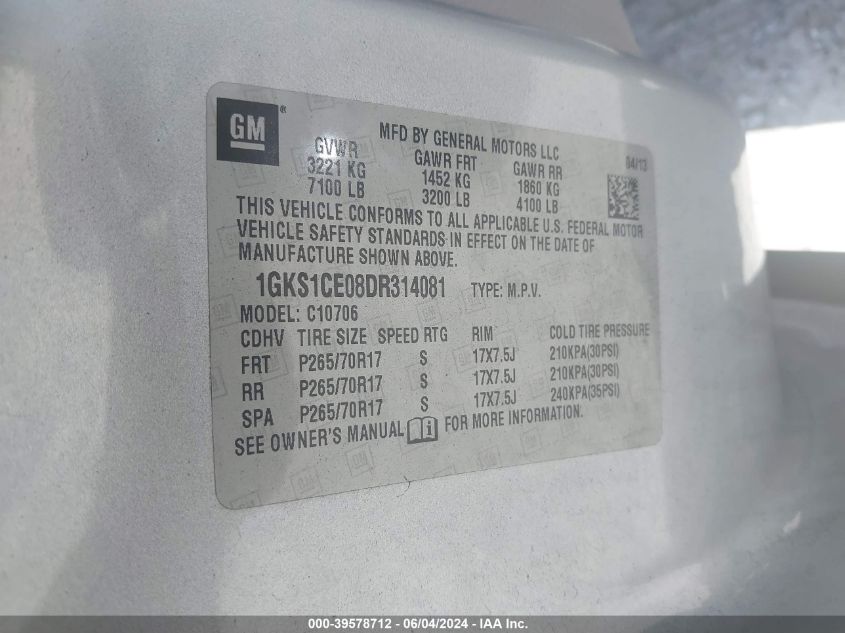 GM ®
MFD BY GENERAL MOTORS LLC 04/13
GVWR GAWR FRT GAWR RR
3221 KG 1452 KG 1860 KG
7100 LB 3200 LB 4100 LB
THIS VEHICLE CONFORMS TO ALL APPLICABLE U.S. FEDERAL MOTOR
VEHICLE SAFETY STANDARDS IN EFFECT ON THE DATE OF
MANUFACTURE SHOWN ABOVE.
1GKS1CE08DR314081 TYPE: M.P.V.
MODEL: C10706
CDHV TIRE SIZE SPEED RTG RIM COLD TIRE PRESSURE
FRT P265/70R17 S 17X7.5J 210KPA(30PSI)
RR P265/70R17 S 17X7.5J 210KPA(30PSI)
SPA P265/70R17 S 17X7.5J 240KPA(35PSI)
SEE OWNER'S MANUAL i FOR MORE INFORMATION.
000-39578712 - 06/04/2024 - IAA Inc.